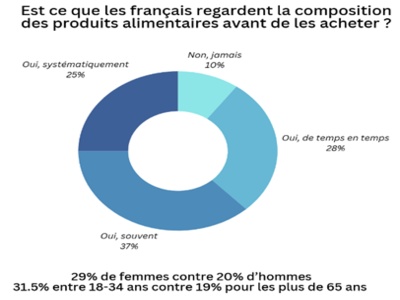 Est ce que les français regardent la composition
des produits alimentaires avant de les acheter ?
Non, jamais
10%
Oui, systématiquement
25%
Oui, de temps en temps
28%
Oui, souvent
37%
29% de femmes contre 20% d'hommes
31.5% entre 18-34 ans contre 19% pour les plus de 65 ans